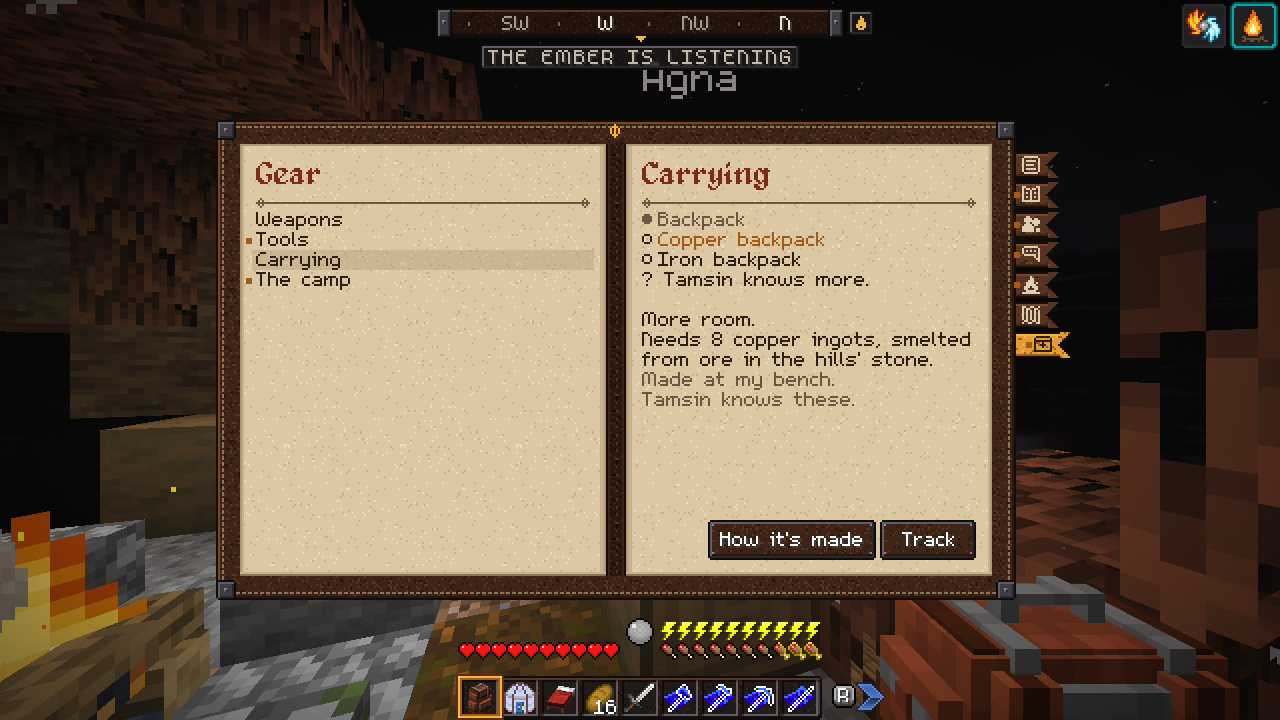 SW W NW N
THE EMBER IS LISTENING
Agna
Gear
Weapons
Tools
Carrying
The camp
Carrying
Backpack
Copper backpack
Iron backpack
? Tamsin knows more.
More room.
Needs 8 copper ingots, smelted
from ore in the hills' stone.
Made at my bench.
Tamsin knows these.
How it's made
Track
16
R